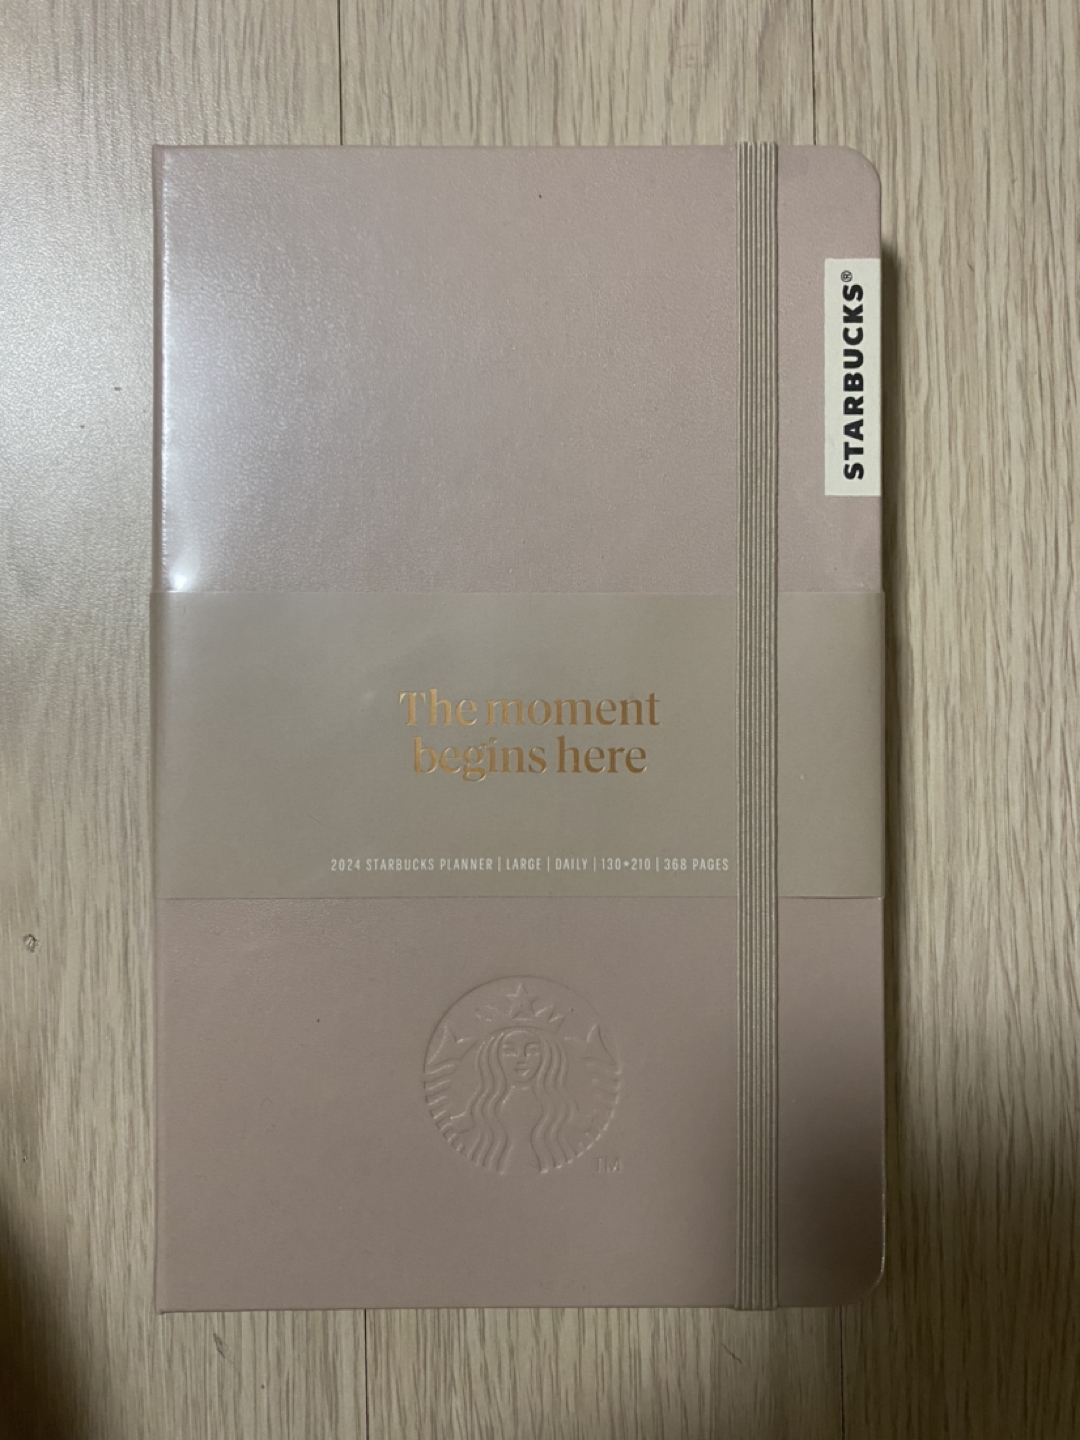 STARBUCKS®
The moment
begins here
2024 STARBUCKS PLANNER | LARGE | DAILY | 130*210 | 368 PAGES
TM